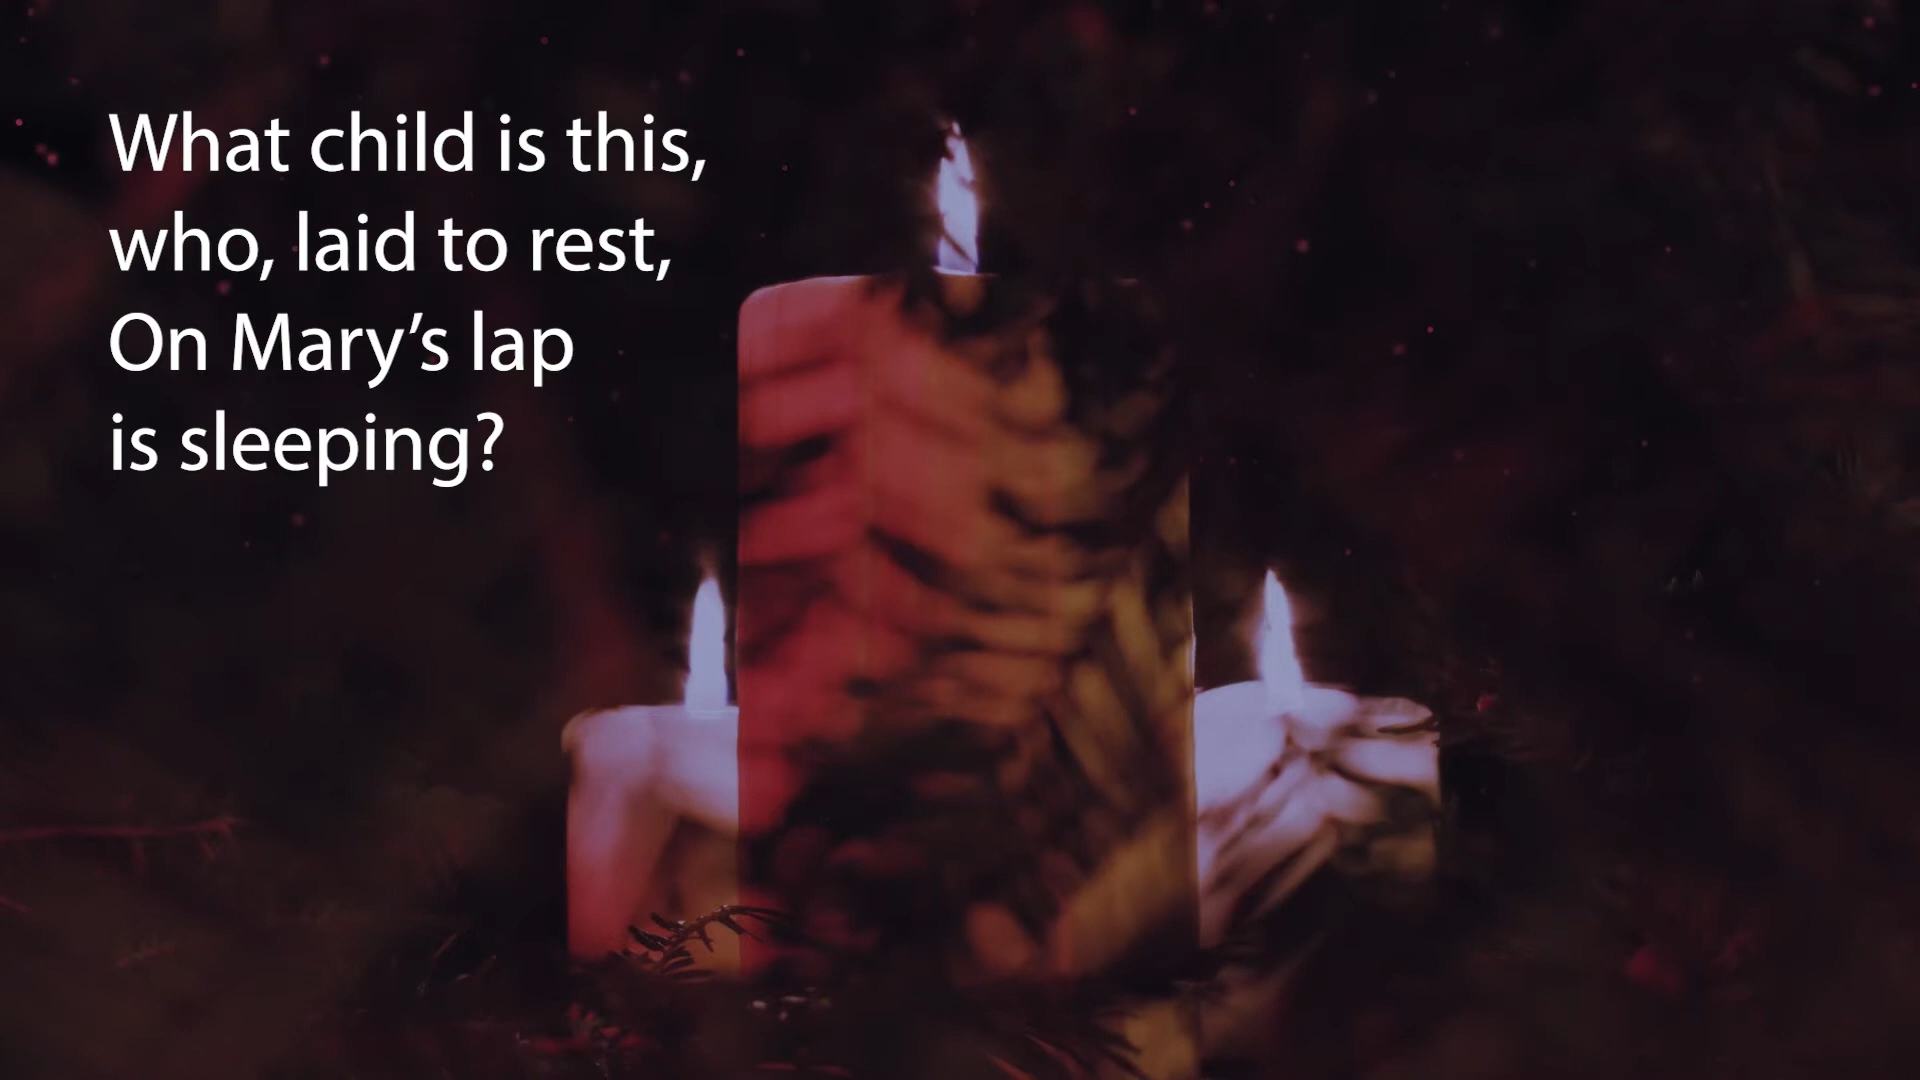 What child is this,
who, laid to rest,
On Mary’s lap
is sleeping?